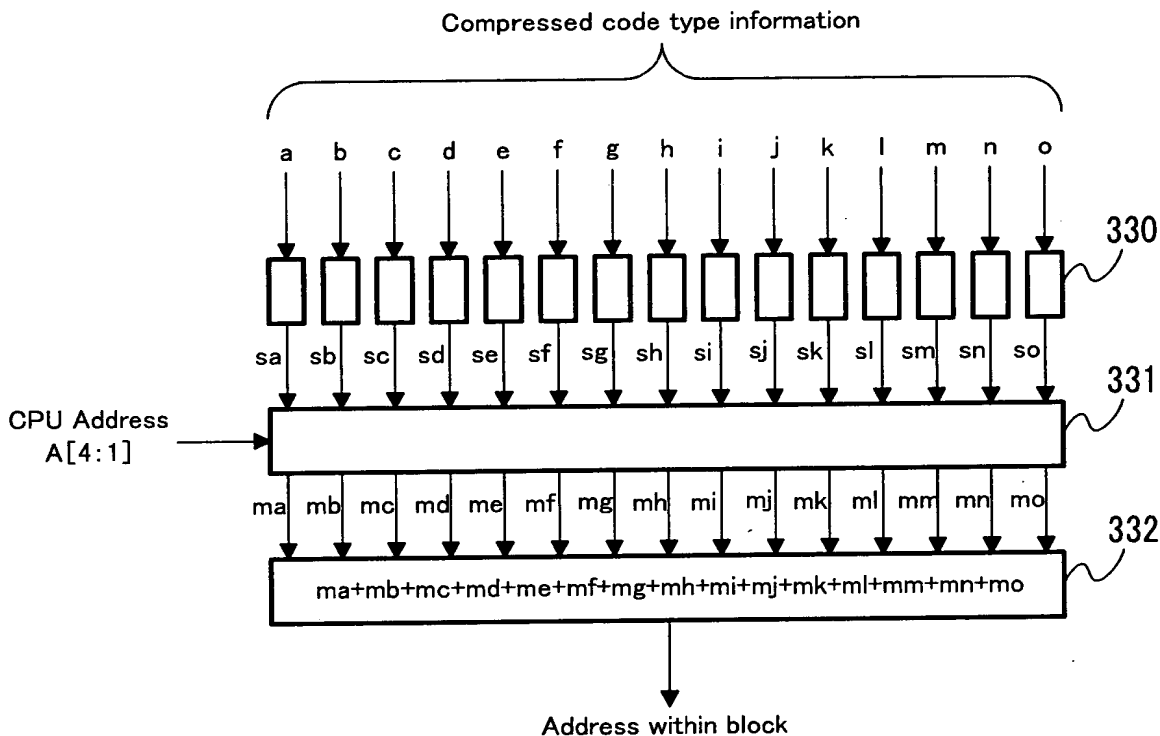 Compressed code type information
a b c d e f g h i j k l m n o
330
sa sb sc sd se sf sg sh si sj sk sl sm sn so
331
CPU Address
A[4:1]
ma mb mc md me mf mg mh mi mj mk ml mm mn mo
332
ma+mb+mc+md+me+mf+mg+mh+mi+mj+mk+ml+mm+mn+mo
Address within block